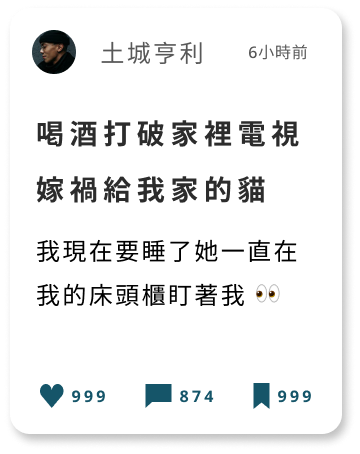 土城亨利
6小時前
喝酒打破家裡電視
嫁禍給我家的貓
我現在要睡了她一直在
我的床頭櫃盯著我 👀
999
874
999